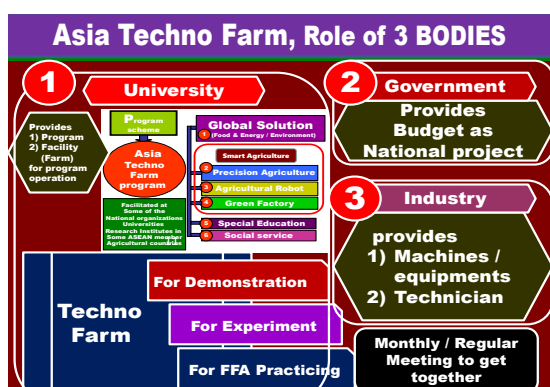 Asia Techno Farm, Role of 3 BODIES
1
University
Provides
1) Program
2) Facility
(Farm)
for program
operation
Program
scheme
Asia
Techno
Farm
program
Facilitated at
Some of the
National organizations
Universities
Research Institutes in
Some ASEAN member
Agricultural countries
Global Solution
1
(Food & Energy / Environment)
Smart Agriculture
2
Precision Agriculture
3
Agricultural Robot
4
Green Factory
5
Special Education
6
Social service
Techno
Farm
For Demonstration
For Experiment
For FFA Practicing
2
Government
Provides
Budget as
National project
3
Industry
provides
1) Machines /
equipments
2) Technician
Monthly / Regular
Meeting to get
together